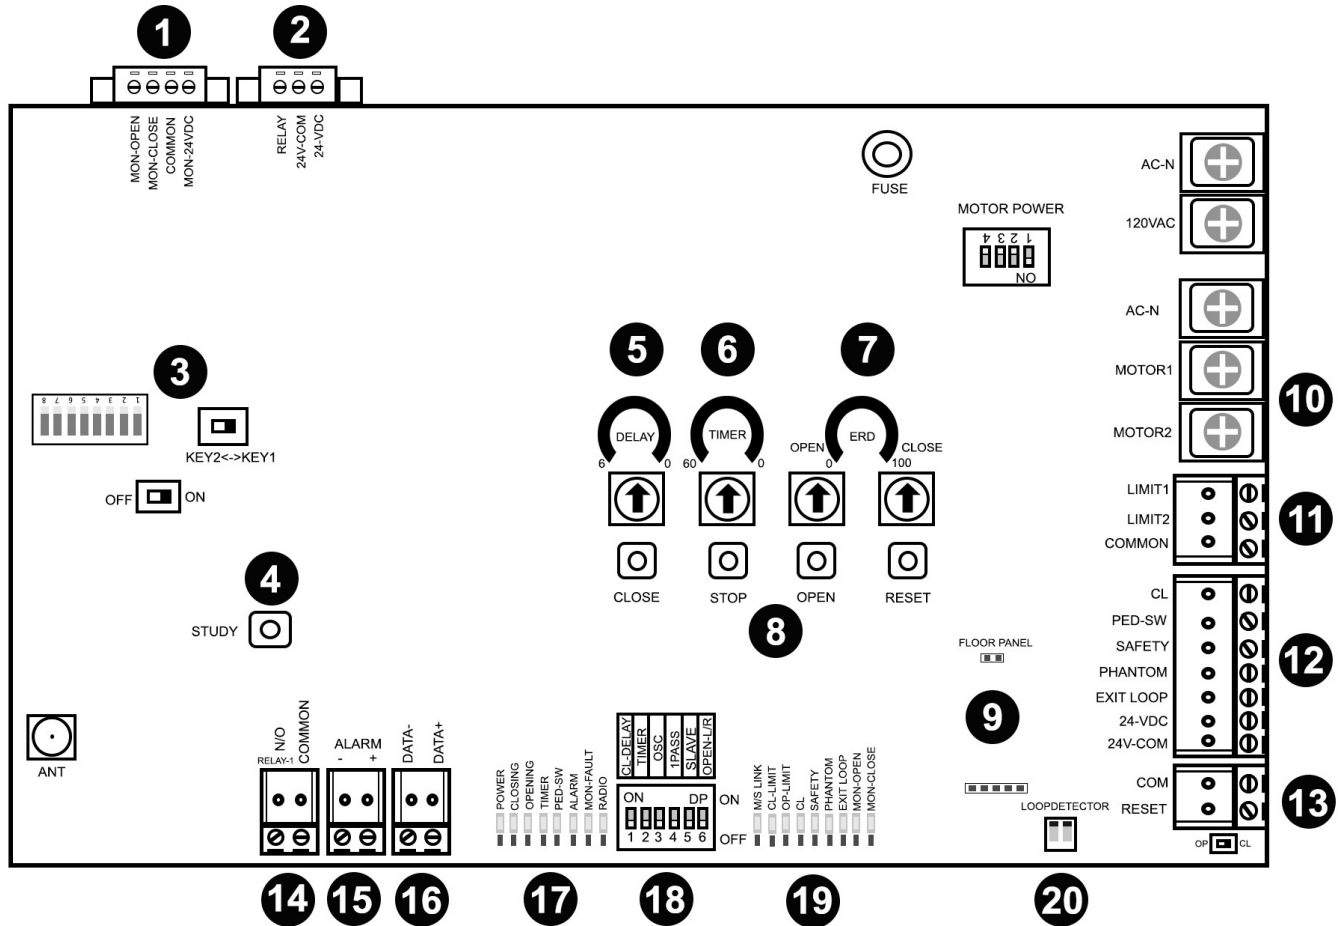 1
2
MON-OPEN
MON-CLOSE
COMMON
MON-24VDC
RELAY
24V-COM
24-VDC
FUSE
MOTOR POWER
4 3 2 1
ON
AC-N
120VAC
AC-N
MOTOR1
MOTOR2
10
3
8 7 6 5 4 3 2 1
KEY2<->KEY1
OFF ON
5
6
7
DELAY
6 0
TIMER
60 0
OPEN ERD CLOSE
0 100
CLOSE
STOP
OPEN
RESET
8
4
STUDY
LIMIT1
LIMIT2
COMMON
11
CL
PED-SW
SAFETY
PHANTOM
EXIT LOOP
24-VDC
24V-COM
12
FLOOR PANEL
9
COM
RESET
13
LOOPDETECTOR
OP CL
ANT
N/O
COMMON
RELAY-1
ALARM
- +
DATA-
DATA+
POWER
CLOSING
OPENING
TIMER
PED-SW
ALARM
MON-FAULT
RADIO
CL-DELAY
TIMER
OSC
1PASS
SLAVE
OPEN-L/R
ON DP ON
1 2 3 4 5 6 OFF
M/S LINK
CL-LIMIT
OP-LIMIT
CL
SAFETY
PHANTOM
EXIT LOOP
MON-OPEN
MON-CLOSE
14
15
16
17
18
19
20